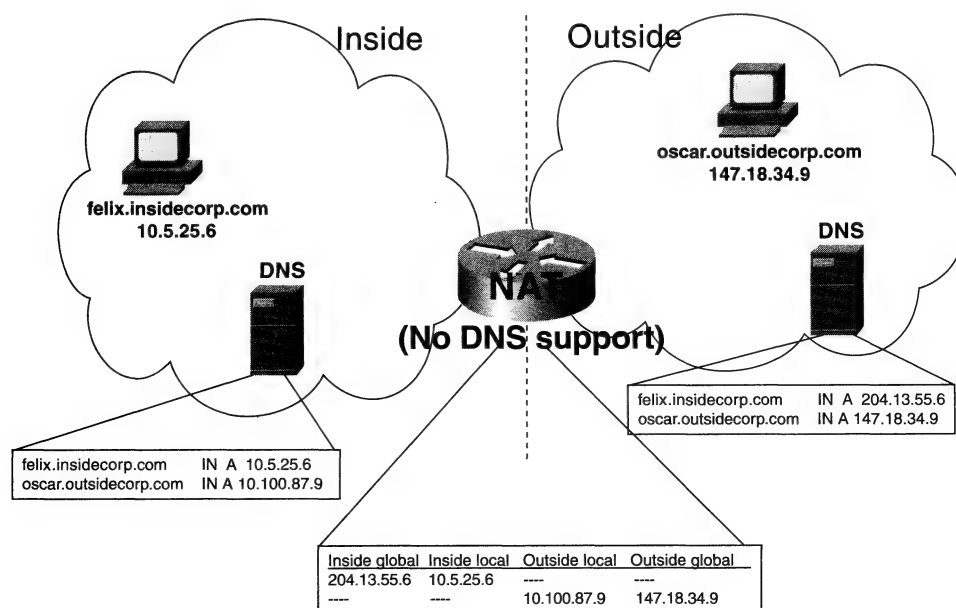 Inside
Outside
felix.insidecorp.com
10.5.25.6
oscar.outsidecorp.com
147.18.34.9
DNS
DNS
NAT
(No DNS support)
felix.insidecorp.com IN A 204.13.55.6
oscar.outsidecorp.com IN A 147.18.34.9
felix.insidecorp.com IN A 10.5.25.6
oscar.outsidecorp.com IN A 10.100.87.9
Inside global Inside local Outside local Outside global
204.13.55.6 10.5.25.6 ---- ----
---- ---- 10.100.87.9 147.18.34.9